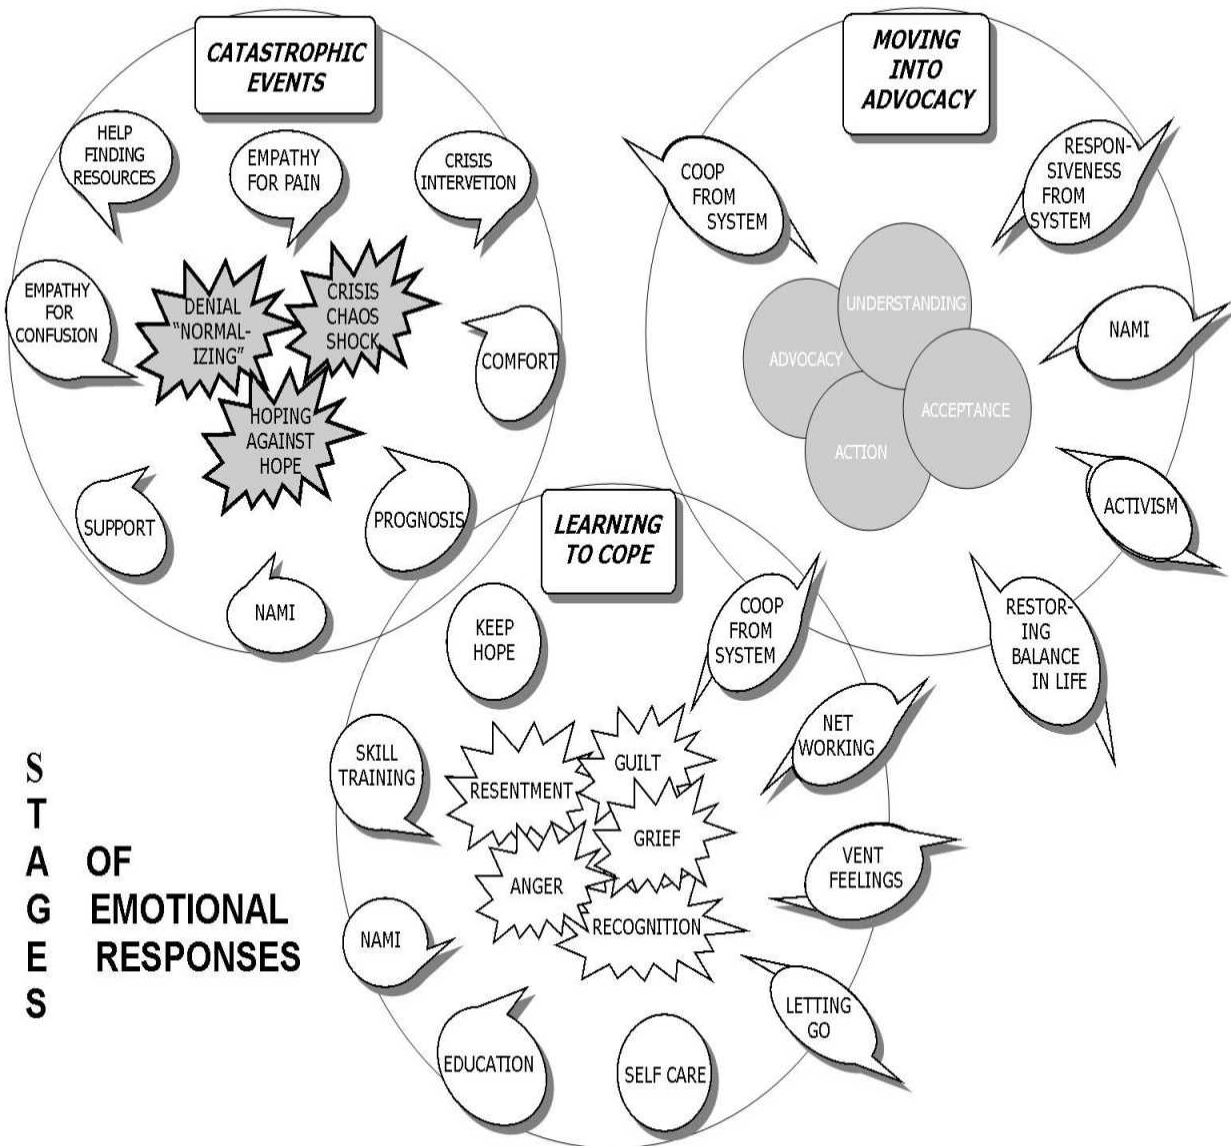 CATASTROPHIC
EVENTS
HELP
FINDING
RESOURCES
EMPATHY
FOR PAIN
CRISIS
INTERVETION
EMPATHY
FOR
CONFUSION
DENIAL
"NORMAL-
IZING"
CRISIS
CHAOS
SHOCK
HOPING
AGAINST
HOPE
COMFORT
SUPPORT
NAMI
PROGNOSIS
MOVING
INTO
ADVOCACY
COOP
FROM
SYSTEM
RESPON-
SIVENESS
FROM
SYSTEM
UNDERSTANDING
ADVOCACY
ACCEPTANCE
ACTION
NAMI
ACTIVISM
RESTOR-
ING
BALANCE
IN LIFE
LEARNING
TO COPE
KEEP
HOPE
COOP
FROM
SYSTEM
SKILL
TRAINING
NET
WORKING
RESENTMENT
GUILT
GRIEF
ANGER
RECOGNITION
VENT
FEELINGS
NAMI
EDUCATION
SELF CARE
LETTING
GO
STAGES
OF
EMOTIONAL
RESPONSES